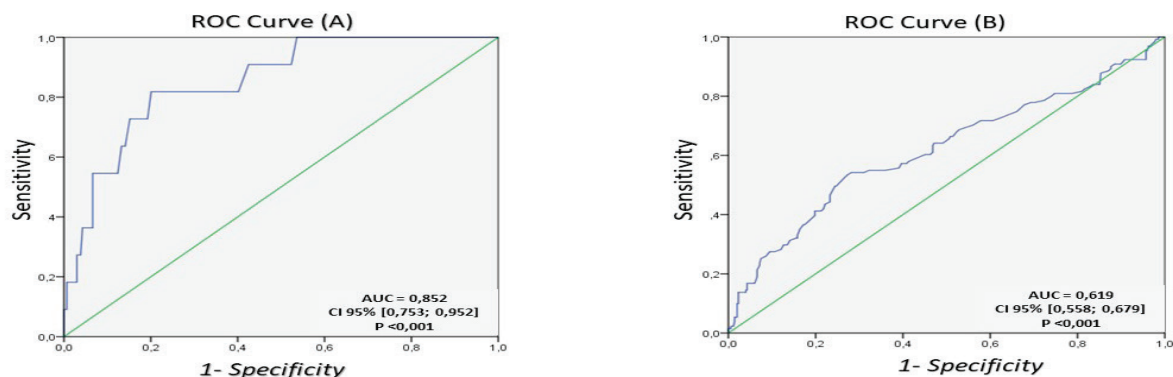 ROC Curve (A)
1,0
0,8
,6
,4
0,2
0,0
Sensitivity
0,0
0,2
0,4
0,6
0,8
1,0
1- Specificity
AUC = 0,852
CI 95% [0,753; 0,952]
P <0,001
ROC Curve (B)
1,0
0,8
,6
,4
0,2
0,0
Sensitivity
0,0
0,2
0,4
0,6
0,8
1,0
1- Specificity
AUC = 0,619
CI 95% [0,558; 0,679]
P <0,001